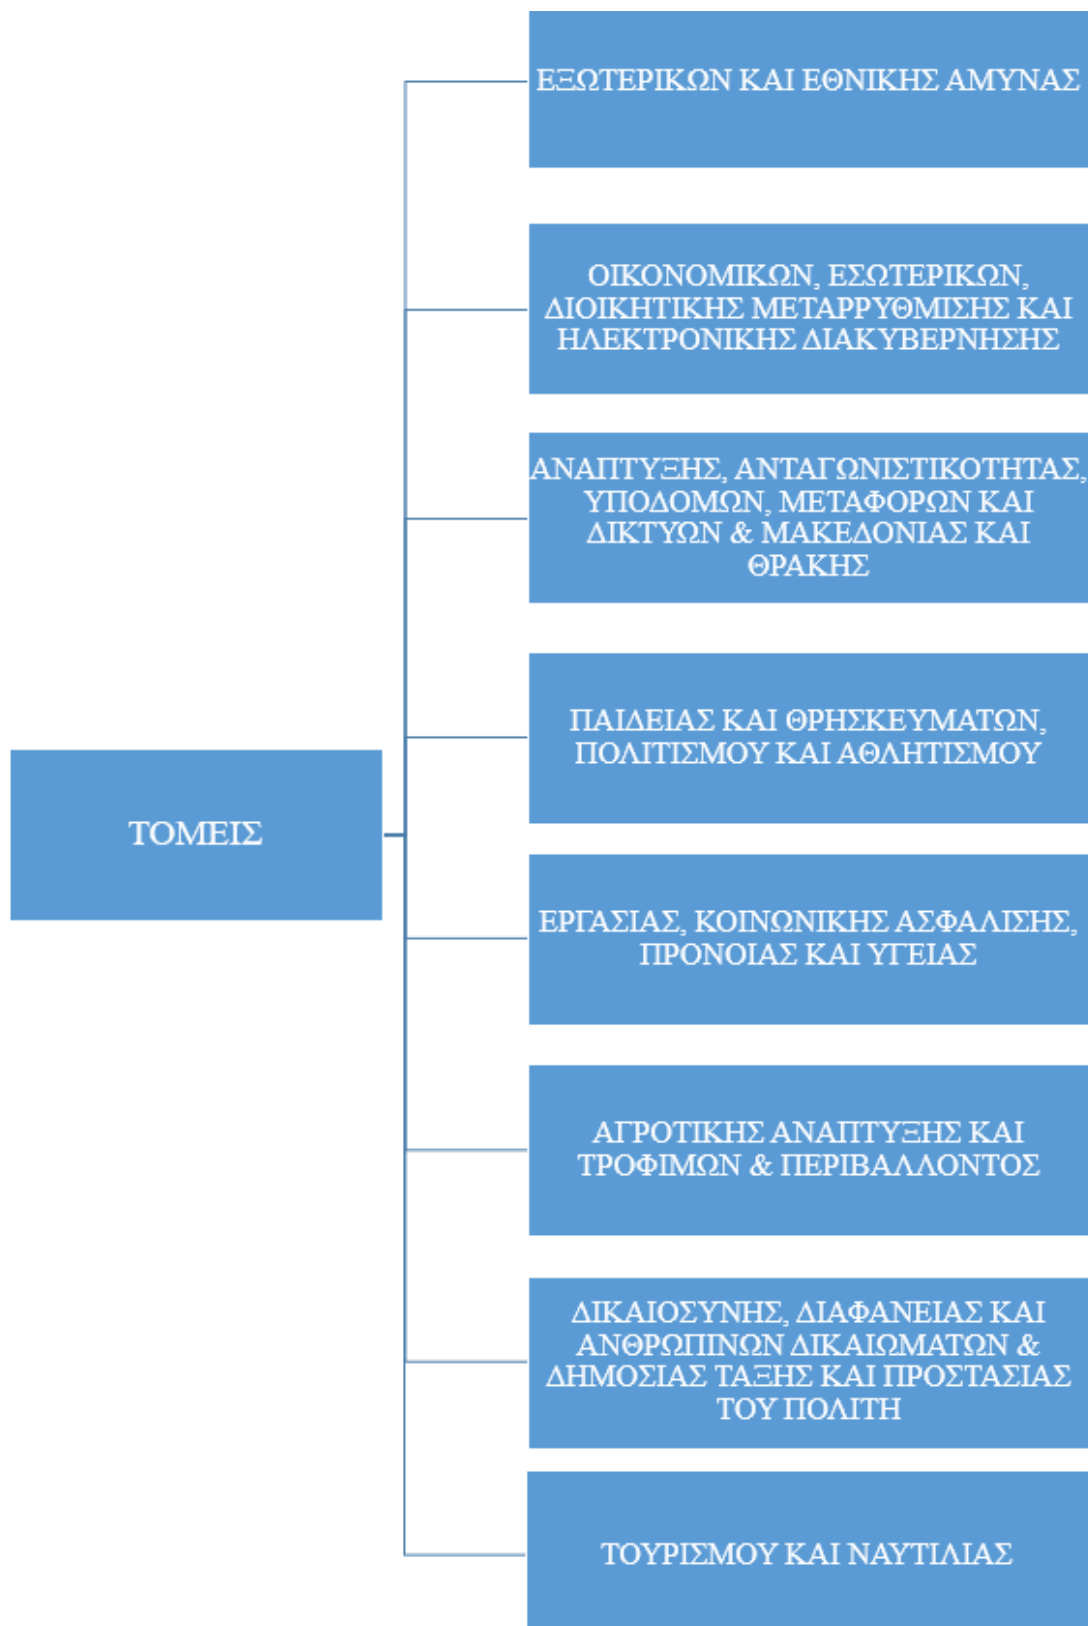 ΕΞΩΤΕΡΙΚΩΝ ΚΑΙ ΕΘΝΙΚΗΣ ΑΜΥΝΑΣ
ΟΙΚΟΝΟΜΙΚΩΝ, ΕΣΩΤΕΡΙΚΩΝ,
ΔΙΟΙΚΗΤΙΚΗΣ ΜΕΤΑΡΡΥΘΜΙΣΗΣ ΚΑΙ
ΗΛΕΚΤΡΟΝΙΚΗΣ ΔΙΑΚΥΒΕΡΝΗΣΗΣ
ΑΝΑΠΤΥΞΗΣ, ΑΝΤΑΓΩΝΙΣΤΙΚΟΤΗΤΑΣ,
ΥΠΟΔΟΜΩΝ, ΜΕΤΑΦΟΡΩΝ ΚΑΙ
ΔΙΚΤΥΩΝ & ΜΑΚΕΔΟΝΙΑΣ ΚΑΙ
ΘΡΑΚΗΣ
ΠΑΙΔΕΙΑΣ ΚΑΙ ΘΡΗΣΚΕΥΜΑΤΩΝ,
ΠΟΛΙΤΙΣΜΟΥ ΚΑΙ ΑΘΛΗΤΙΣΜΟΥ
ΤΟΜΕΙΣ
ΕΡΓΑΣΙΑΣ, ΚΟΙΝΩΝΙΚΗΣ ΑΣΦΑΛΙΣΗΣ,
ΠΡΟΝΟΙΑΣ ΚΑΙ ΥΓΕΙΑΣ
ΑΓΡΟΤΙΚΗΣ ΑΝΑΠΤΥΞΗΣ ΚΑΙ
ΤΡΟΦΙΜΩΝ & ΠΕΡΙΒΑΛΛΟΝΤΟΣ
ΔΙΚΑΙΟΣΥΝΗΣ, ΔΙΑΦΑΝΕΙΑΣ ΚΑΙ
ΑΝΘΡΩΠΙΝΩΝ ΔΙΚΑΙΩΜΑΤΩΝ &
ΔΗΜΟΣΙΑΣ ΤΑΞΗΣ ΚΑΙ ΠΡΟΣΤΑΣΙΑΣ
ΤΟΥ ΠΟΛΙΤΗ
ΤΟΥΡΙΣΜΟΥ ΚΑΙ ΝΑΥΤΙΛΙΑΣ